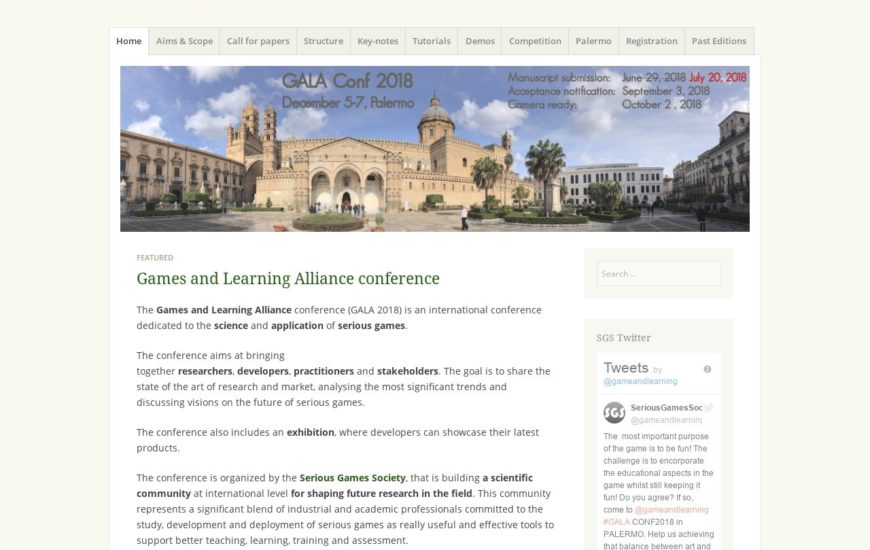 Home Aims & Scope Call for papers Structure Key-notes Tutorials Demos Competition Palermo Registration Past Editions
GALA Conf 2018
December 5-7, Palermo
Manuscript submission: June 29, 2018 July 20, 2018
Acceptance notification: September 3, 2018
Camera ready: October 2 , 2018
FEATURED
Games and Learning Alliance conference
The Games and Learning Alliance conference (GALA 2018) is an international conference
dedicated to the science and application of serious games.
The conference aims at bringing
together researchers, developers, practitioners and stakeholders. The goal is to share the
state of the art of research and market, analysing the most significant trends and
discussing visions on the future of serious games.
The conference also includes an exhibition, where developers can showcase their latest
products.
The conference is organized by the Serious Games Society, that is building a scientific
community at international level for shaping future research in the field. This community
represents a significant blend of industrial and academic professionals committed to the
study, development and deployment of serious games as really useful and effective tools to
support better teaching, learning, training and assessment.
Search ...
SGS Twitter
Tweets by
@gameandlearning
SGS
SeriousGamesSoc
@gameandlearning
The most important purpose
of the game is to be fun! The
challenge is to encorporate
the educational aspects in the
game whilst still keeping it
fun! Do you agree? If so,
come to @gameandlearning
#GALA CONF2018 in
PALERMO. Help us achieving
that balance between art and